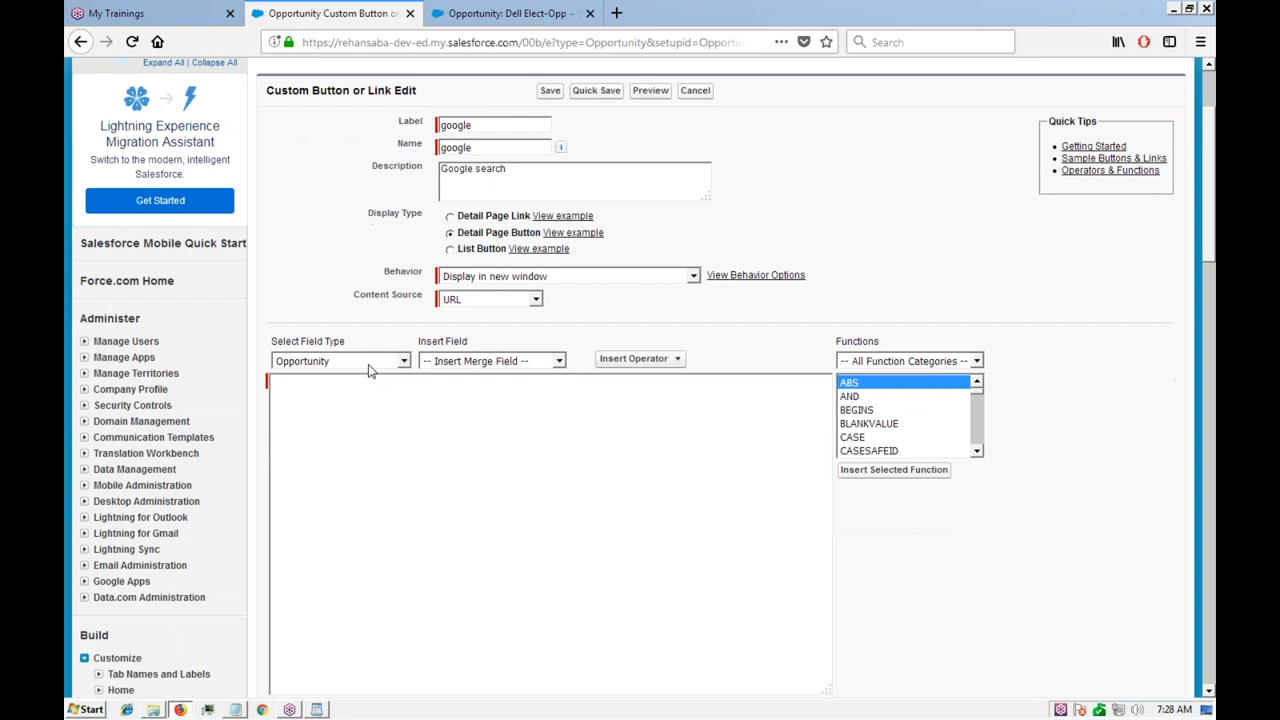 My Trainings
Opportunity Custom Button or
Opportunity: Dell Elect-Opp ~ S
https://rehansaba-dev-ed.my.salesforce.com/00b/e?type=Opportunity&setupid=Opportu
Search
Expand All | Collapse All
Lightning Experience
Migration Assistant
Switch to the modern, intelligent
Salesforce.
Get Started
Salesforce Mobile Quick Start
Force.com Home
Administer
Manage Users
Manage Apps
Manage Territories
Company Profile
Security Controls
Domain Management
Communication Templates
Translation Workbench
Data Management
Mobile Administration
Desktop Administration
Lightning for Outlook
Lightning for Gmail
Lightning Sync
Email Administration
Google Apps
Data.com Administration
Build
Customize
Tab Names and Labels
Home
Custom Button or Link Edit
Save
Quick Save
Preview
Cancel
Label
google
Name
google
Description
Google search
Display Type
Detail Page Link View example
Detail Page Button View example
List Button View example
Behavior
Display in new window
View Behavior Options
Content Source
URL
Quick Tips
Getting Started
Sample Buttons & Links
Operators & Functions
Select Field Type
Insert Field
Opportunity
-- Insert Merge Field --
Insert Operator
Functions
-- All Function Categories --
ABS
AND
BEGINS
BLANKVALUE
CASE
CASESAFEID
Insert Selected Function
Start
7:28 AM